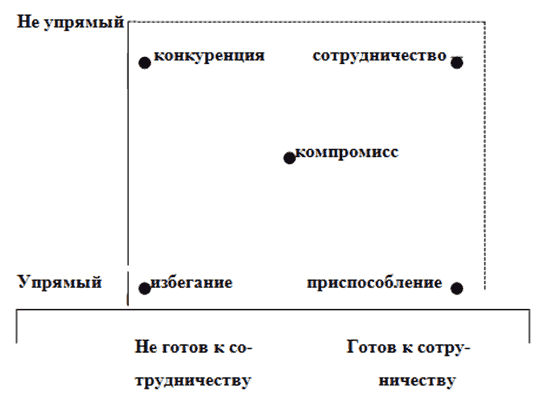 Не упрямый
конкуренция сотрудничество
компромисс
Упрямый избегание приспособление
Не готов к со- Готов к сотру-
трудничеству ничеству